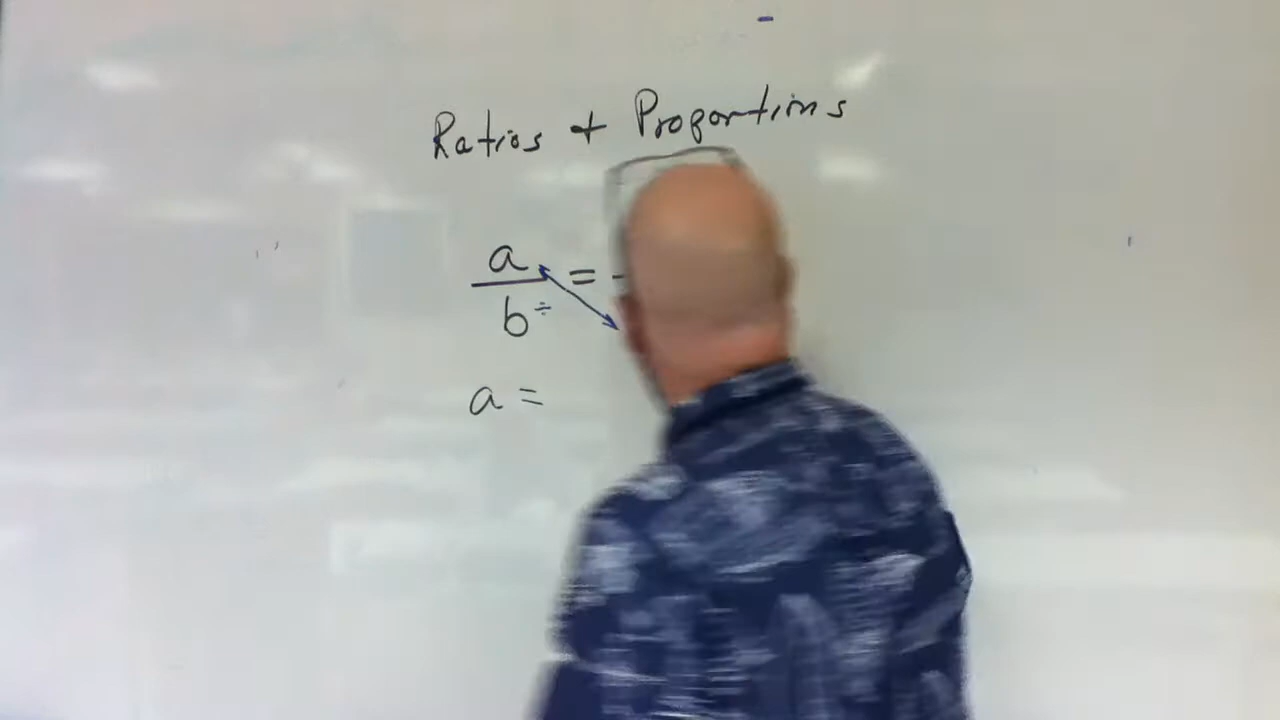 Ratios + Proportions
a
b ÷
=
a =